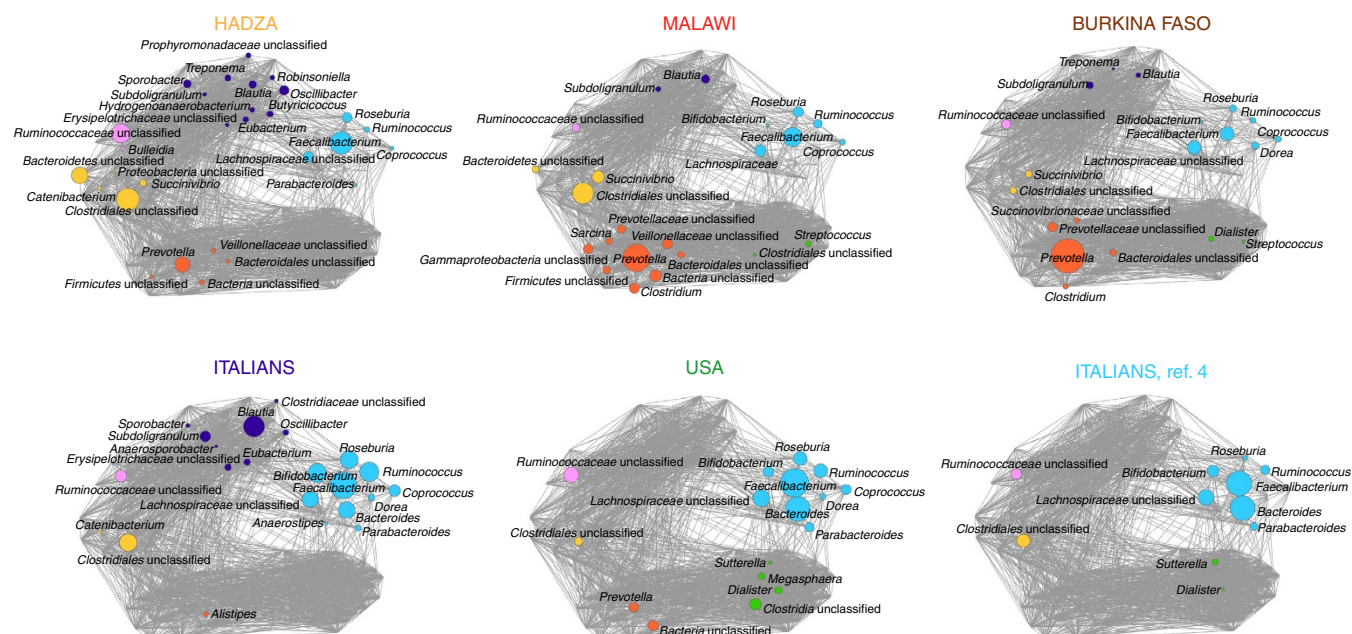 HADZA
Prophyromonadaceae unclassified
Treponema
Sporobacter
Robinsoniella
Subdoligranulum
Blautia
Oscillibacter
Hydrogenoanaerobacterium
Butyricicoccus
Erysipelotrichaceae unclassified
Eubacterium
Roseburia
Ruminococcus
Ruminococcaceae unclassified
Faecalibacterium
Bulleidia
Coprococcus
Bacteroidetes unclassified
Lachnospiraceae unclassified
Proteobacteria unclassified
Succinivibrio
Parabacteroides
Catenibacterium
Clostridiales unclassified
Prevotella
Veillonellaceae unclassified
Bacteroidales unclassified
Firmicutes unclassified
Bacteria unclassified
MALAWI
Blautia
Subdoligranulum
Roseburia
Ruminococcaceae unclassified
Bifidobacterium
Ruminococcus
Faecalibacterium
Coprococcus
Lachnospiraceae
Bacteroidetes unclassified
Succinivibrio
Clostridiales unclassified
Prevotellaceae unclassified
Sarcina
Veillonellaceae unclassified
Streptococcus
Gammaproteobacteria unclassified
Prevotella
Clostridiales unclassified
Bacteroidales unclassified
Firmicutes unclassified
Bacteria unclassified
Clostridium
BURKINA FASO
Treponema
Blautia
Subdoligranulum
Roseburia
Ruminococcaceae unclassified
Bifidobacterium
Ruminococcus
Faecalibacterium
Coprococcus
Dorea
Lachnospiraceae unclassified
Succinivibrio
Clostridiales unclassified
Succinovibrionaceae unclassified
Prevotellaceae unclassified
Dialister
Streptococcus
Prevotella
Bacteroidales unclassified
Clostridium
ITALIANS
Clostridiaceae unclassified
Blautia
Sporobacter
Oscillibacter
Subdoligranulum
Anaerosporobacter
Eubacterium
Roseburia
Erysipelotrichaceae unclassified
Bifidobacterium
Ruminococcus
Ruminococcaceae unclassified
Faecalibacterium
Coprococcus
Lachnospiraceae unclassified
Dorea
Catenibacterium
Anaerostipes
Bacteroides
Parabacteroides
Clostridiales unclassified
Alistipes
USA
Roseburia
Ruminococcaceae unclassified
Bifidobacterium
Ruminococcus
Faecalibacterium
Coprococcus
Lachnospiraceae unclassified
Dorea
Bacteroides
Parabacteroides
Clostridiales unclassified
Sutterella
Megasphaera
Dialister
Prevotella
Clostridia unclassified
Bacteria unclassified
ITALIANS, ref. 4
Roseburia
Ruminococcaceae unclassified
Bifidobacterium
Ruminococcus
Faecalibacterium
Lachnospiraceae unclassified
Bacteroides
Parabacteroides
Clostridiales unclassified
Sutterella
Dialister